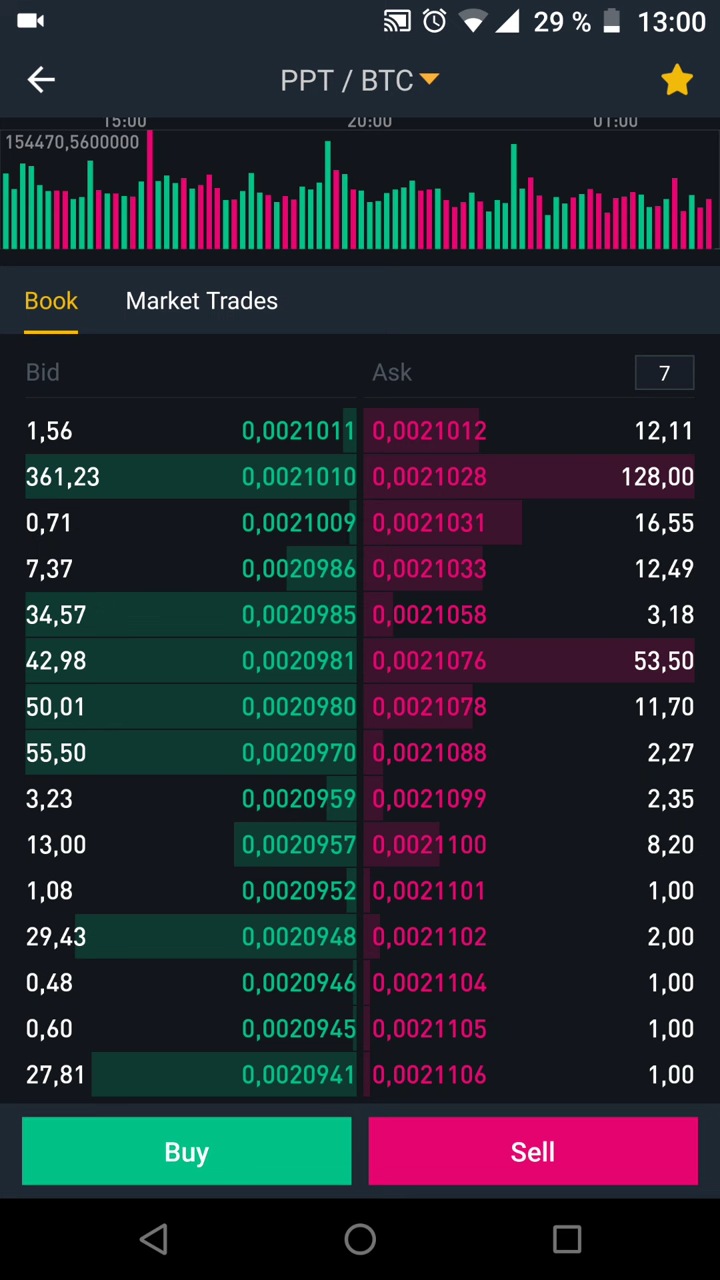 29 % 13:00
PPT / BTC
15:00 20:00 01:00
154470,5600000
Book Market Trades
Bid Ask 7
1,56 0,0021011 0,0021012 12,11
361,23 0,0021010 0,0021028 128,00
0,71 0,0021009 0,0021031 16,55
7,37 0,0020986 0,0021033 12,49
34,57 0,0020985 0,0021058 3,18
42,98 0,0020981 0,0021076 53,50
50,01 0,0020980 0,0021078 11,70
55,50 0,0020970 0,0021088 2,27
3,23 0,0020959 0,0021099 2,35
13,00 0,0020957 0,0021100 8,20
1,08 0,0020952 0,0021101 1,00
29,43 0,0020948 0,0021102 2,00
0,48 0,0020946 0,0021104 1,00
0,60 0,0020945 0,0021105 1,00
27,81 0,0020941 0,0021106 1,00
Buy Sell